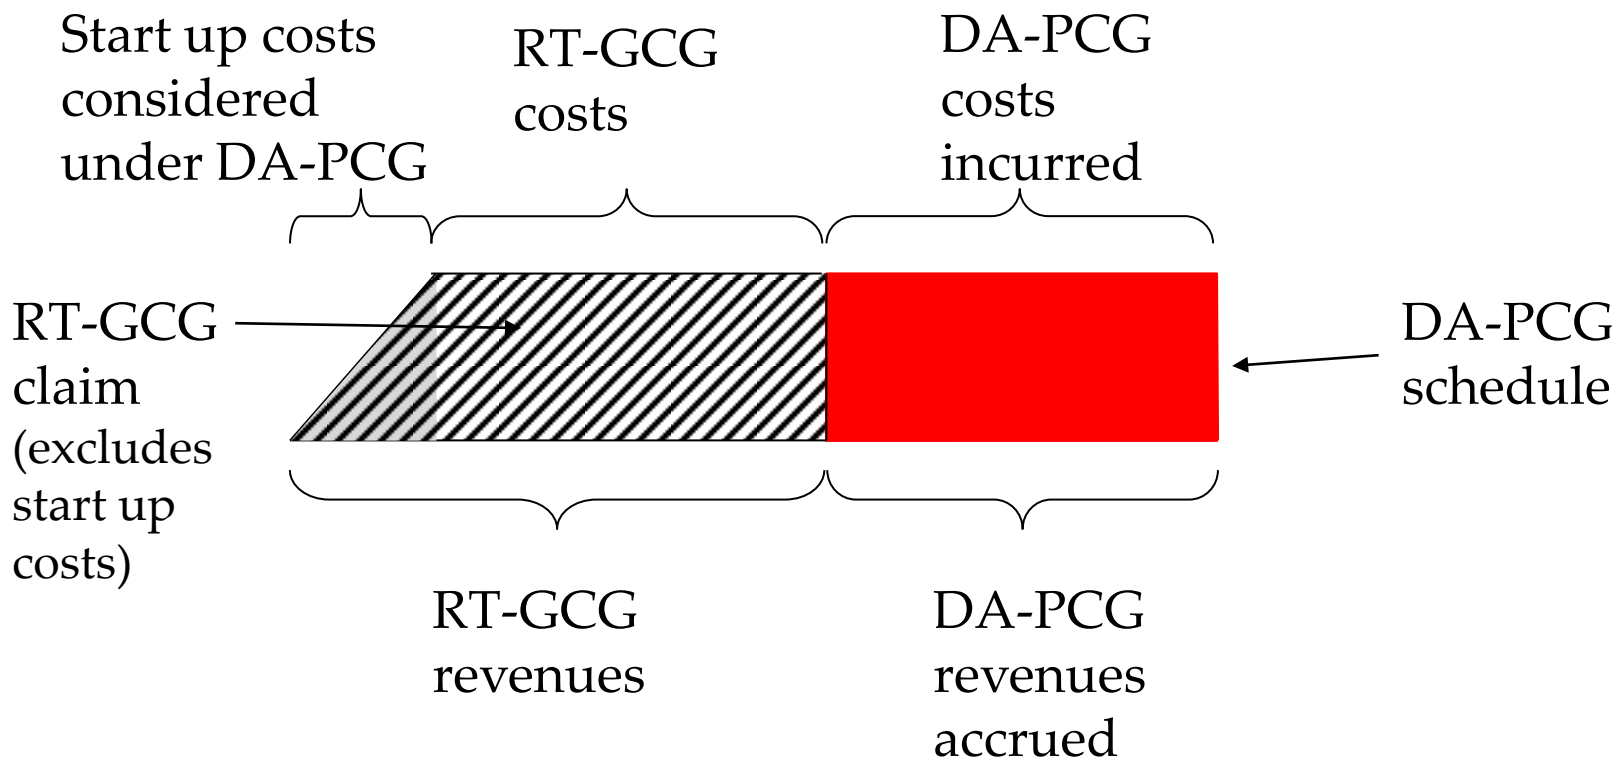 Start up costs
considered
under DA-PCG
RT-GCG
costs
DA-PCG
costs
incurred
RT-GCG
claim
(excludes
start up
costs)
DA-PCG
schedule
RT-GCG
revenues
DA-PCG
revenues
accrued